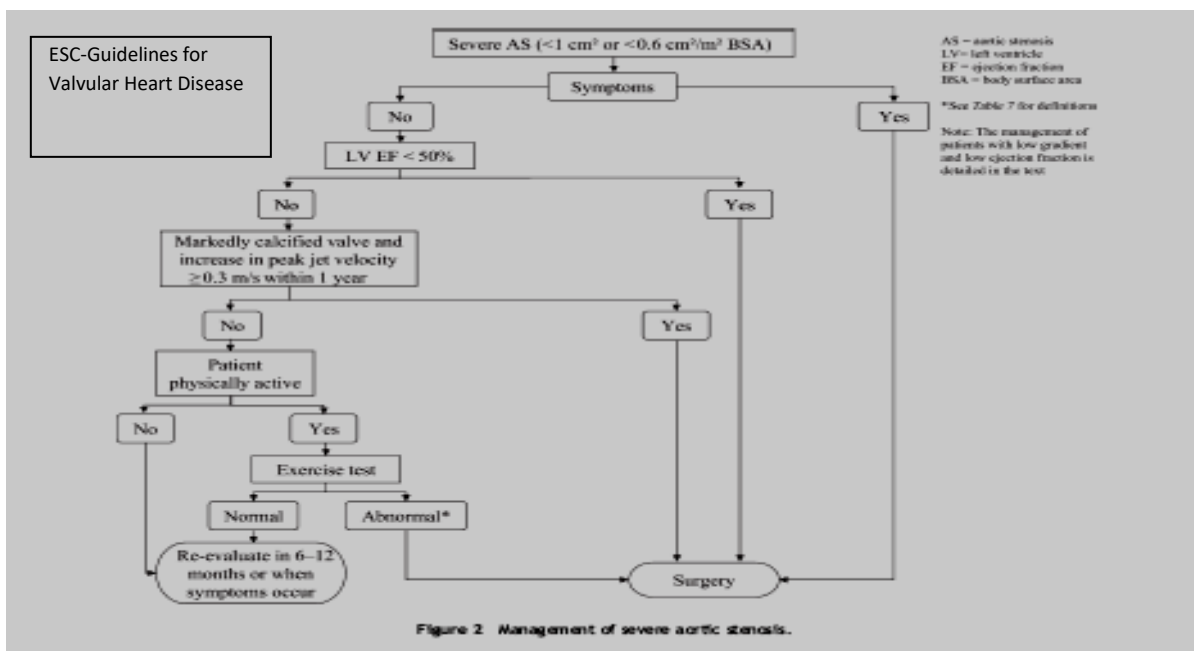 ESC-Guidelines for
Valvular Heart Disease
Severe AS (<1 cm² or <0.6 cm²/m² BSA)
AS = aortic stenosis
LV= left ventricle
EF = ejection fraction
BSA = body surface area
*See Table 7 for definitions
Note: The management of
patients with low gradient
and low ejection fraction is
detailed in the text
Symptoms
No
Yes
LV EF < 50%
No
Yes
Markedly calcified valve and
increase in peak jet velocity
≥0.3 m/s within 1 year
No
Yes
Patient
physically active
No
Yes
Exercise test
Normal
Abnormal*
Re-evaluate in 6–12
months or when
symptoms occur
Surgery
Figure 2 Management of severe aortic stenosis.